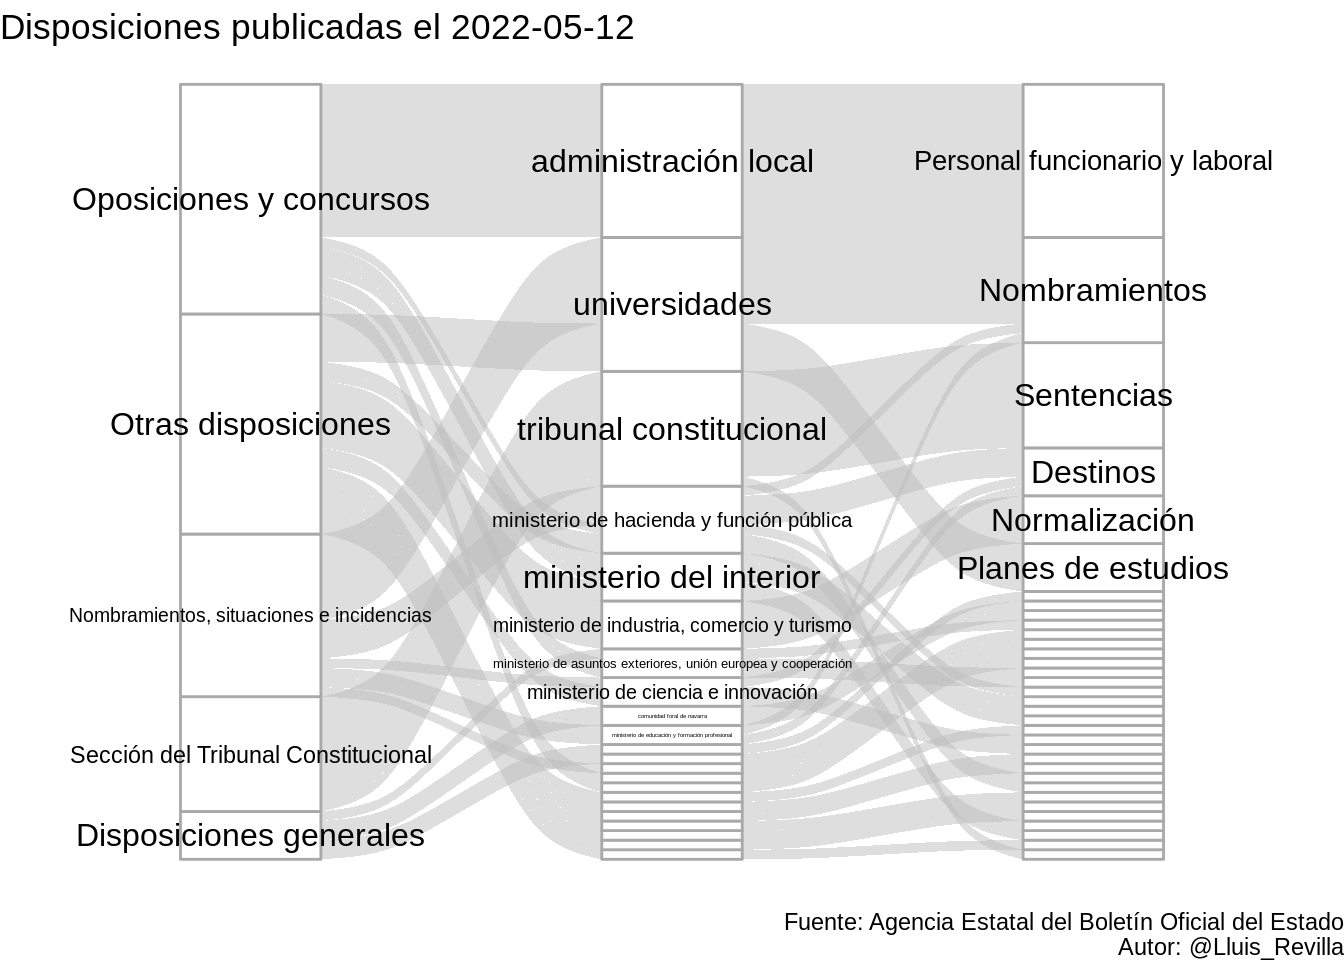 Disposiciones publicadas el 2022-05-12
Oposiciones y concursos
Otras disposiciones
Nombramientos, situaciones e incidencias
Sección del Tribunal Constitucional
Disposiciones generales
administración local
universidades
tribunal constitucional
ministerio de hacienda y función pública
ministerio del interior
ministerio de industria, comercio y turismo
ministerio de asuntos exteriores, unión europea y cooperación
ministerio de ciencia e innovación
comunidad foral de navarra
ministerio de educación y formación profesional
Personal funcionario y laboral
Nombramientos
Sentencias
Destinos
Normalización
Planes de estudios
Fuente: Agencia Estatal del Boletín Oficial del Estado
Autor: @Lluis_Revilla